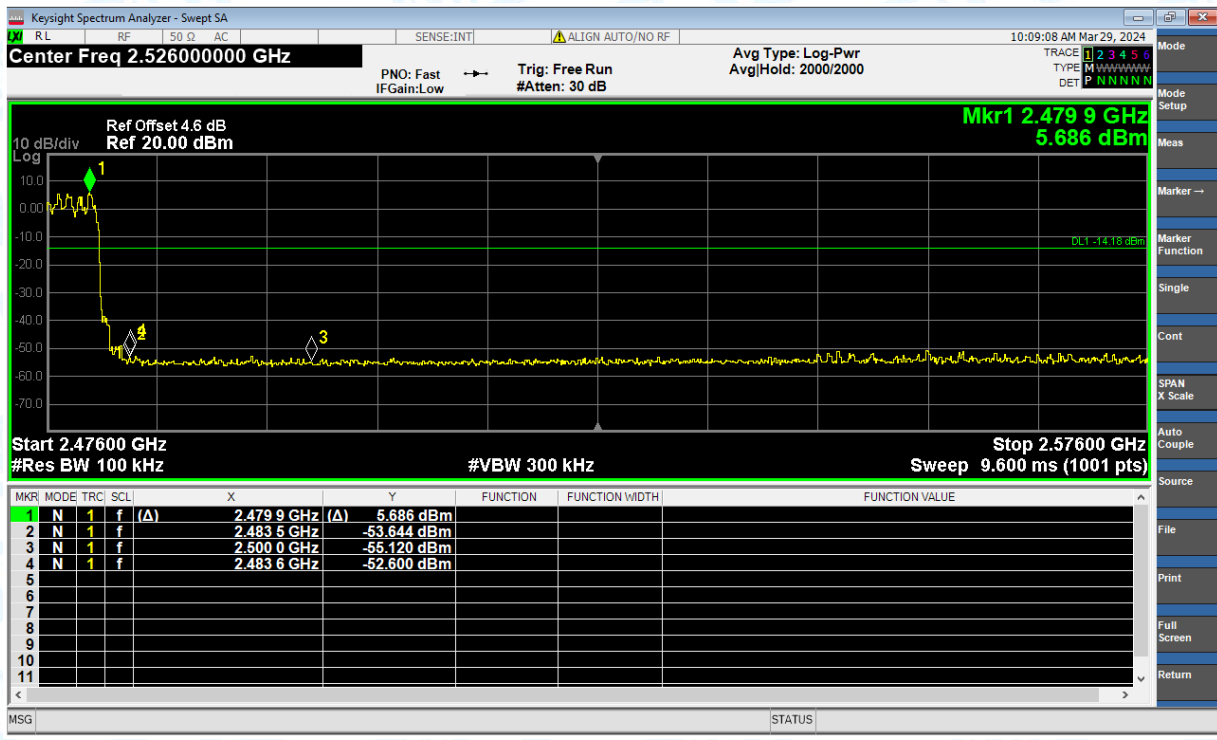 Keysight Spectrum Analyzer - Swept SA
LXI RL RF 50 Ω AC SENSE:INT ALIGN AUTO/NO RF 10:09:08 AM Mar 29, 2024
Center Freq 2.526000000 GHz
PNO: Fast
IFGain:Low
Trig: Free Run
#Atten: 30 dB
Avg Type: Log-Pwr
Avg|Hold: 2000/2000
TRACE 1 2 3 4 5 6
TYPE M WWWWW
DET P N N N N N
Mkr1 2.479 9 GHz
5.686 dBm
Ref Offset 4.6 dB
10 dB/div Ref 20.00 dBm
Log
1
10.0
0.00
-10.0
DL1 -14.18 dBm
-20.0
-30.0
-40.0
3
-50.0
-60.0
-70.0
Start 2.47600 GHz Stop 2.57600 GHz
#Res BW 100 kHz #VBW 300 kHz Sweep 9.600 ms (1001 pts)
MKR MODE TRC SCL X Y FUNCTION FUNCTION WIDTH FUNCTION VALUE
1 N 1 f (Δ) 2.479 9 GHz (Δ) 5.686 dBm
2 N 1 f 2.483 5 GHz -53.644 dBm
3 N 1 f 2.500 0 GHz -55.120 dBm
4 N 1 f 2.483 6 GHz -52.600 dBm
5
6
7
8
9
10
11
MSG STATUS
Mode
Mode
Setup
Meas
Marker →
Marker
Function
Single
Cont
SPAN
X Scale
Auto
Couple
Source
File
Print
Full
Screen
Return